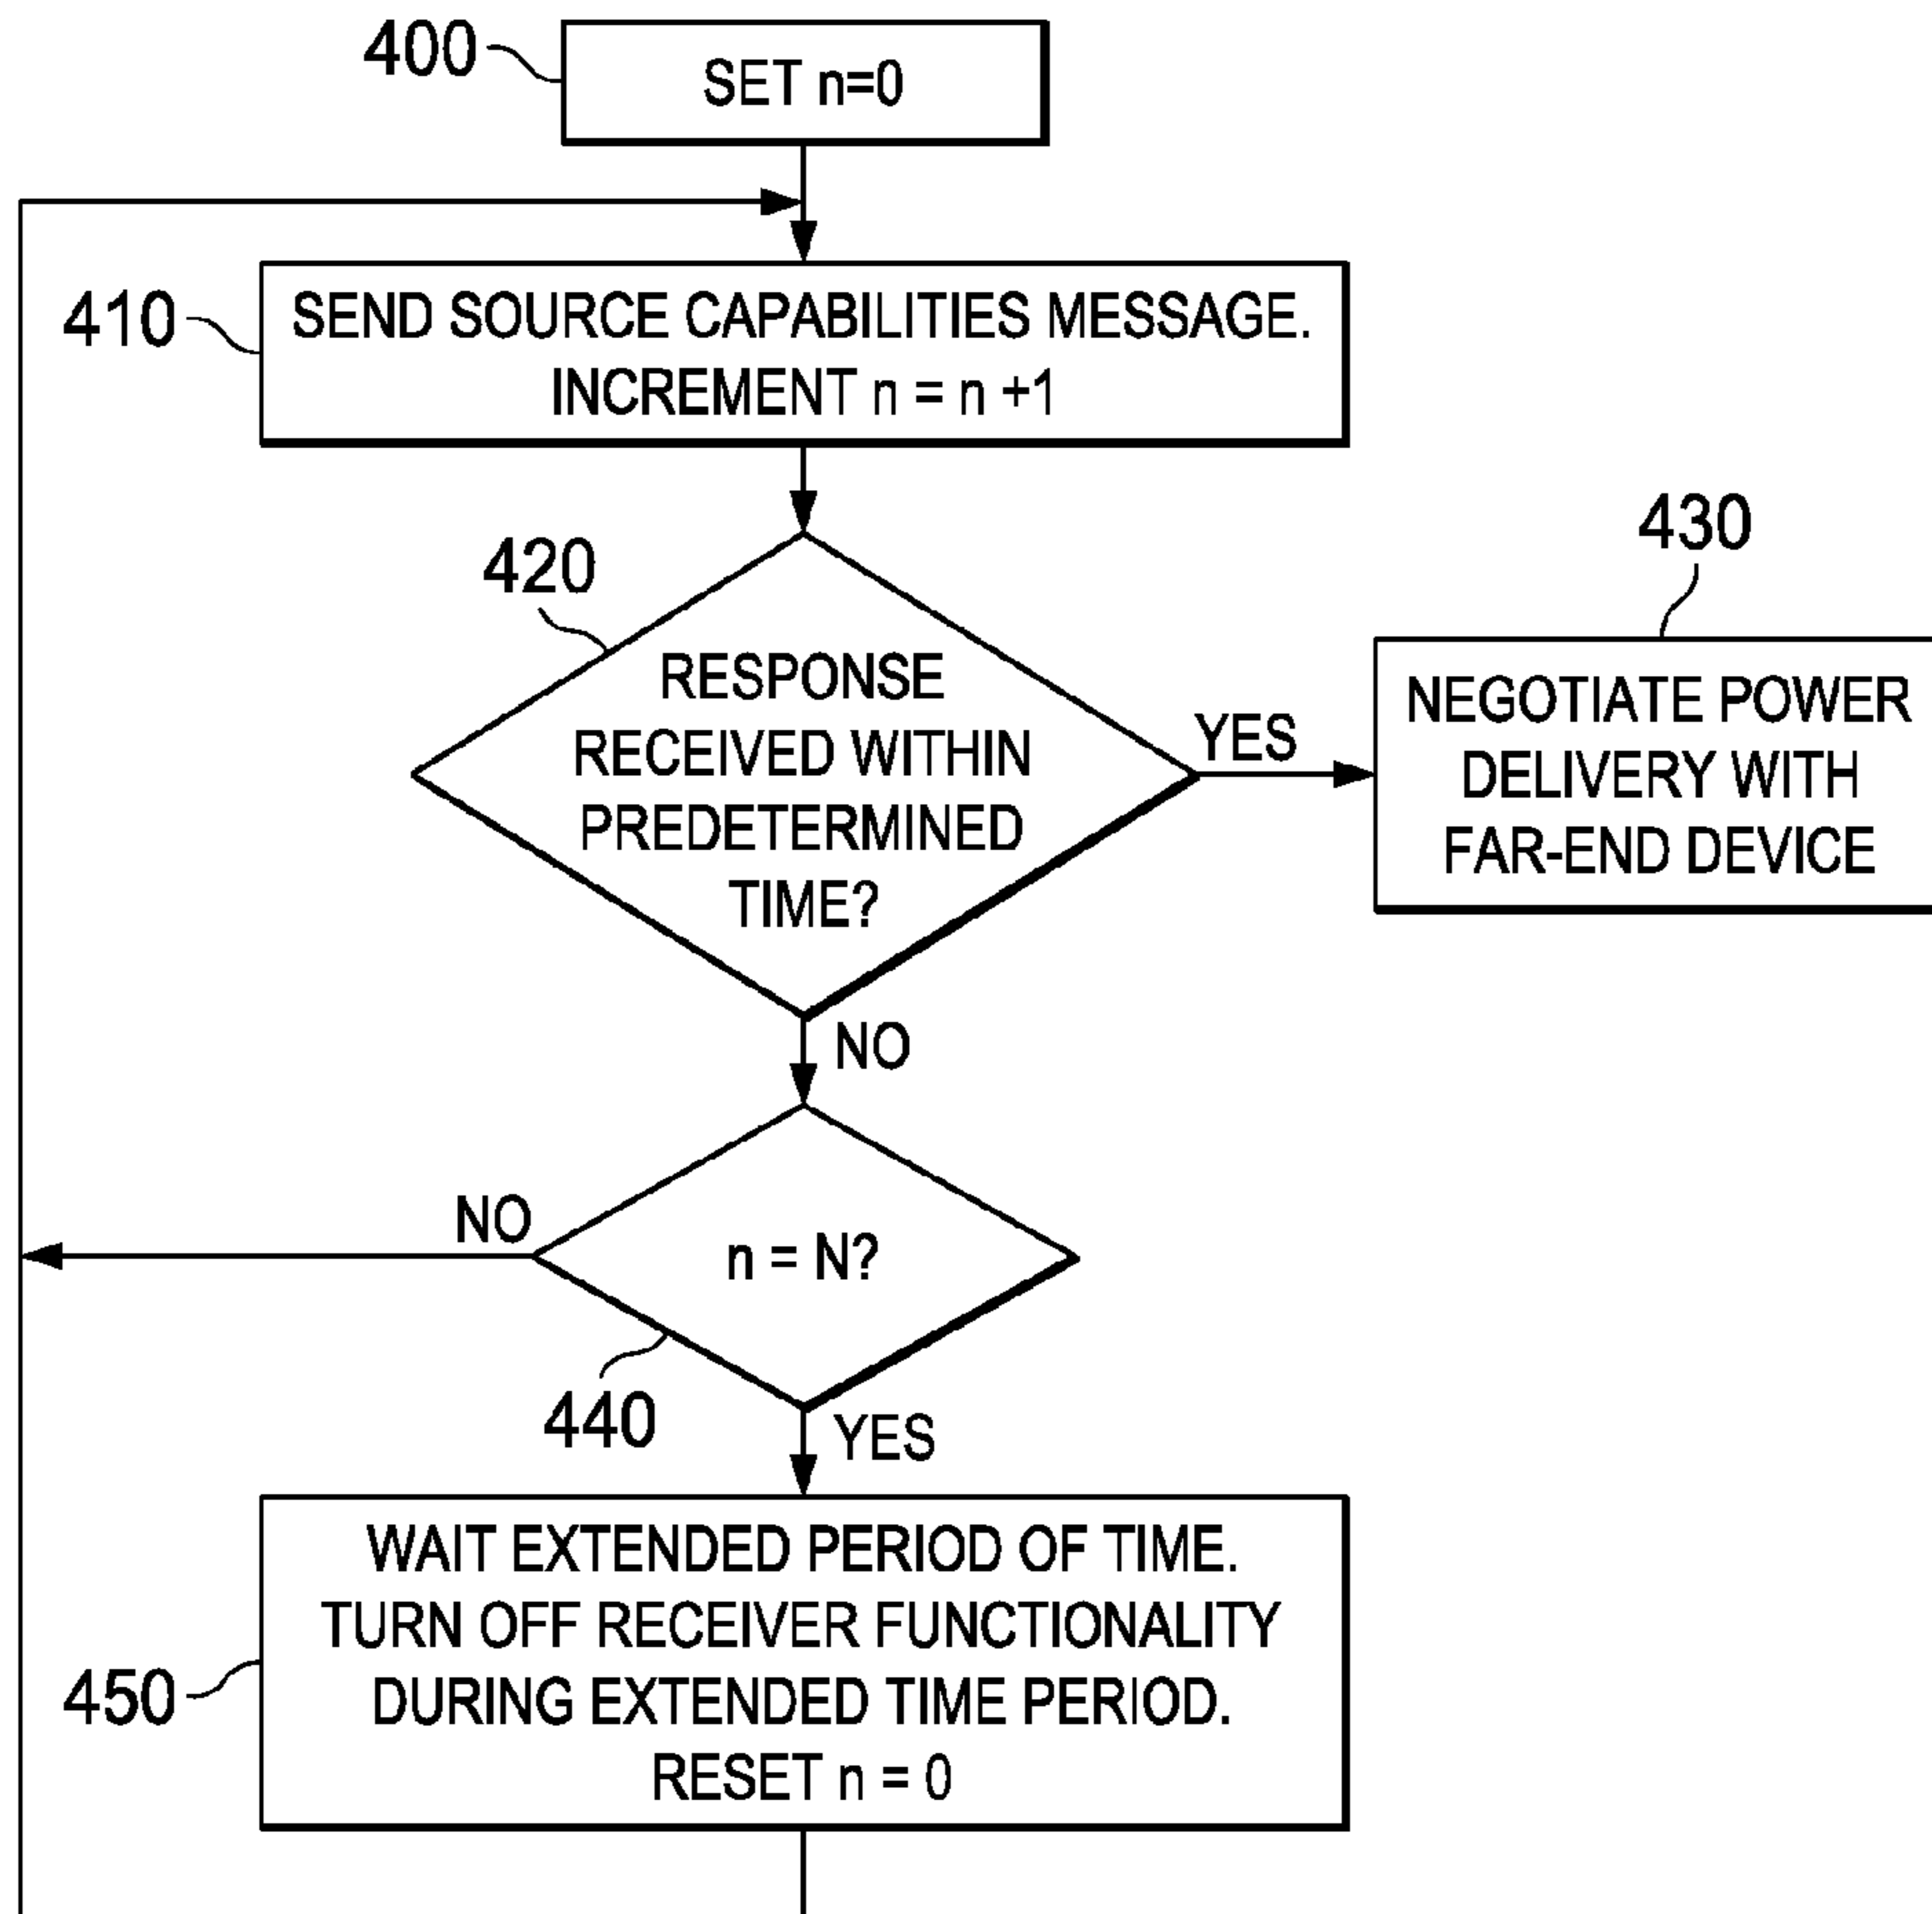 400
SET n=0
410
SEND SOURCE CAPABILITIES MESSAGE.
INCREMENT n = n +1
420
RESPONSE
RECEIVED WITHIN
PREDETERMINED
TIME?
YES
430
NEGOTIATE POWER
DELIVERY WITH
FAR-END DEVICE
NO
n = N?
NO
440
YES
450
WAIT EXTENDED PERIOD OF TIME.
TURN OFF RECEIVER FUNCTIONALITY
DURING EXTENDED TIME PERIOD.
RESET n = 0